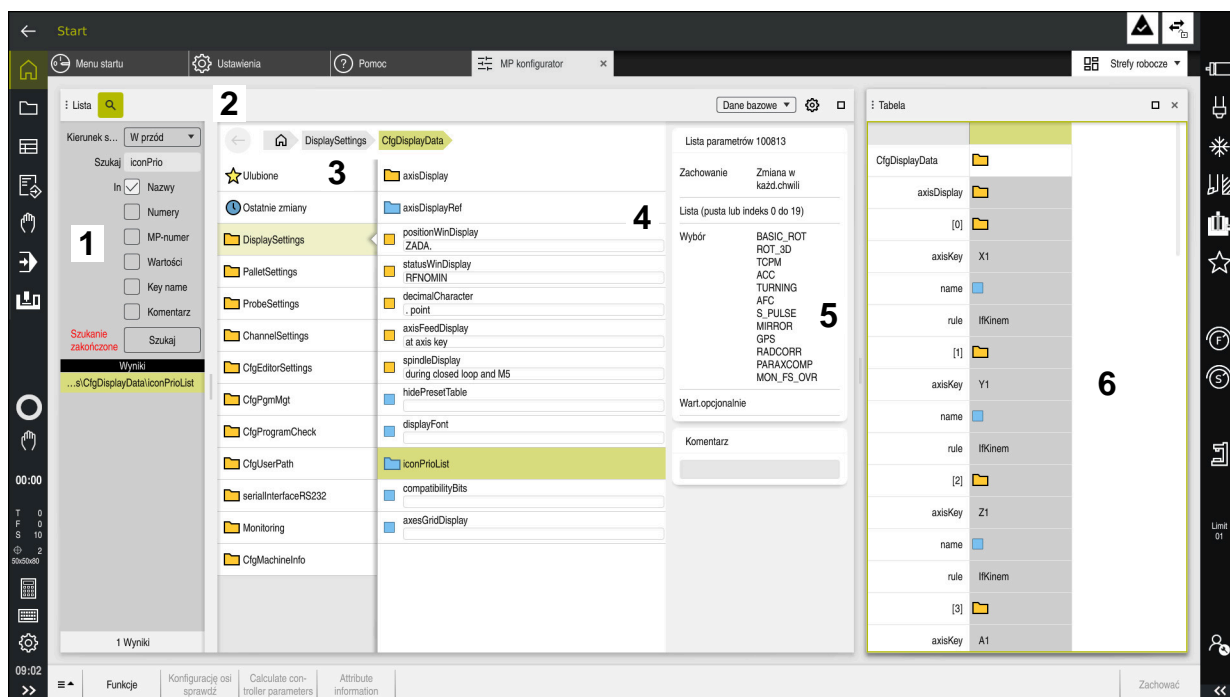 Start
Menu startu
Ustawienia
Pomoc
MP konfigurator
Strefy robocze
Lista
2
Dane bazowe
Tabela
Kierunek s...
W przód
Szukaj
iconPrio
In
Nazwy
Numery
MP-numer
Wartości
Key name
Komentarz
1
Szukanie
zakończone
Szukaj
Wyniki
...s\CfgDisplayData\iconPrioList
1 Wyniki
DisplaySettings
CfgDisplayData
3
Ulubione
Ostatnie zmiany
DisplaySettings
PalletSettings
ProbeSettings
ChannelSettings
CfgEditorSettings
CfgPgmMgt
CfgProgramCheck
CfgUserPath
serialInterfaceRS232
Monitoring
CfgMachineInfo
axisDisplay
axisDisplayRef
4
positionWinDisplay
ZADA.
statusWinDisplay
RFNOMIN
decimalCharacter
. point
axisFeedDisplay
at axis key
spindleDisplay
during closed loop and M5
hidePresetTable
displayFont
iconPrioList
compatibilityBits
axesGridDisplay
Lista parametrów 100813
Zachowanie
Zmiana w
każd.chwili
Lista (pusta lub indeks 0 do 19)
Wybór
BASIC_ROT
ROT_3D
TCPM
ACC
TURNING
AFC
S_PULSE
MIRROR
GPS
RADCORR
PARAXCOMP
MON_FS_OVR
5
Wart.opcjonalnie
Komentarz
CfgDisplayData
axisDisplay
[0]
axisKey X1
name
rule IfKinem
[1]
axisKey Y1
name
rule IfKinem
[2]
axisKey Z1
name
rule IfKinem
[3]
axisKey A1
6
00:00
T 0
F 0
S 10
2
50x50x80
09:02
F
S
Limit
01
Funkcje
Konfigurację osi
sprawdź
Calculate con-
troller parameters
Attribute
information
Zachować